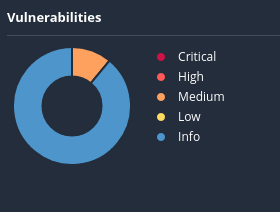 Vulnerabilities
Critical
High
Medium
Low
Info